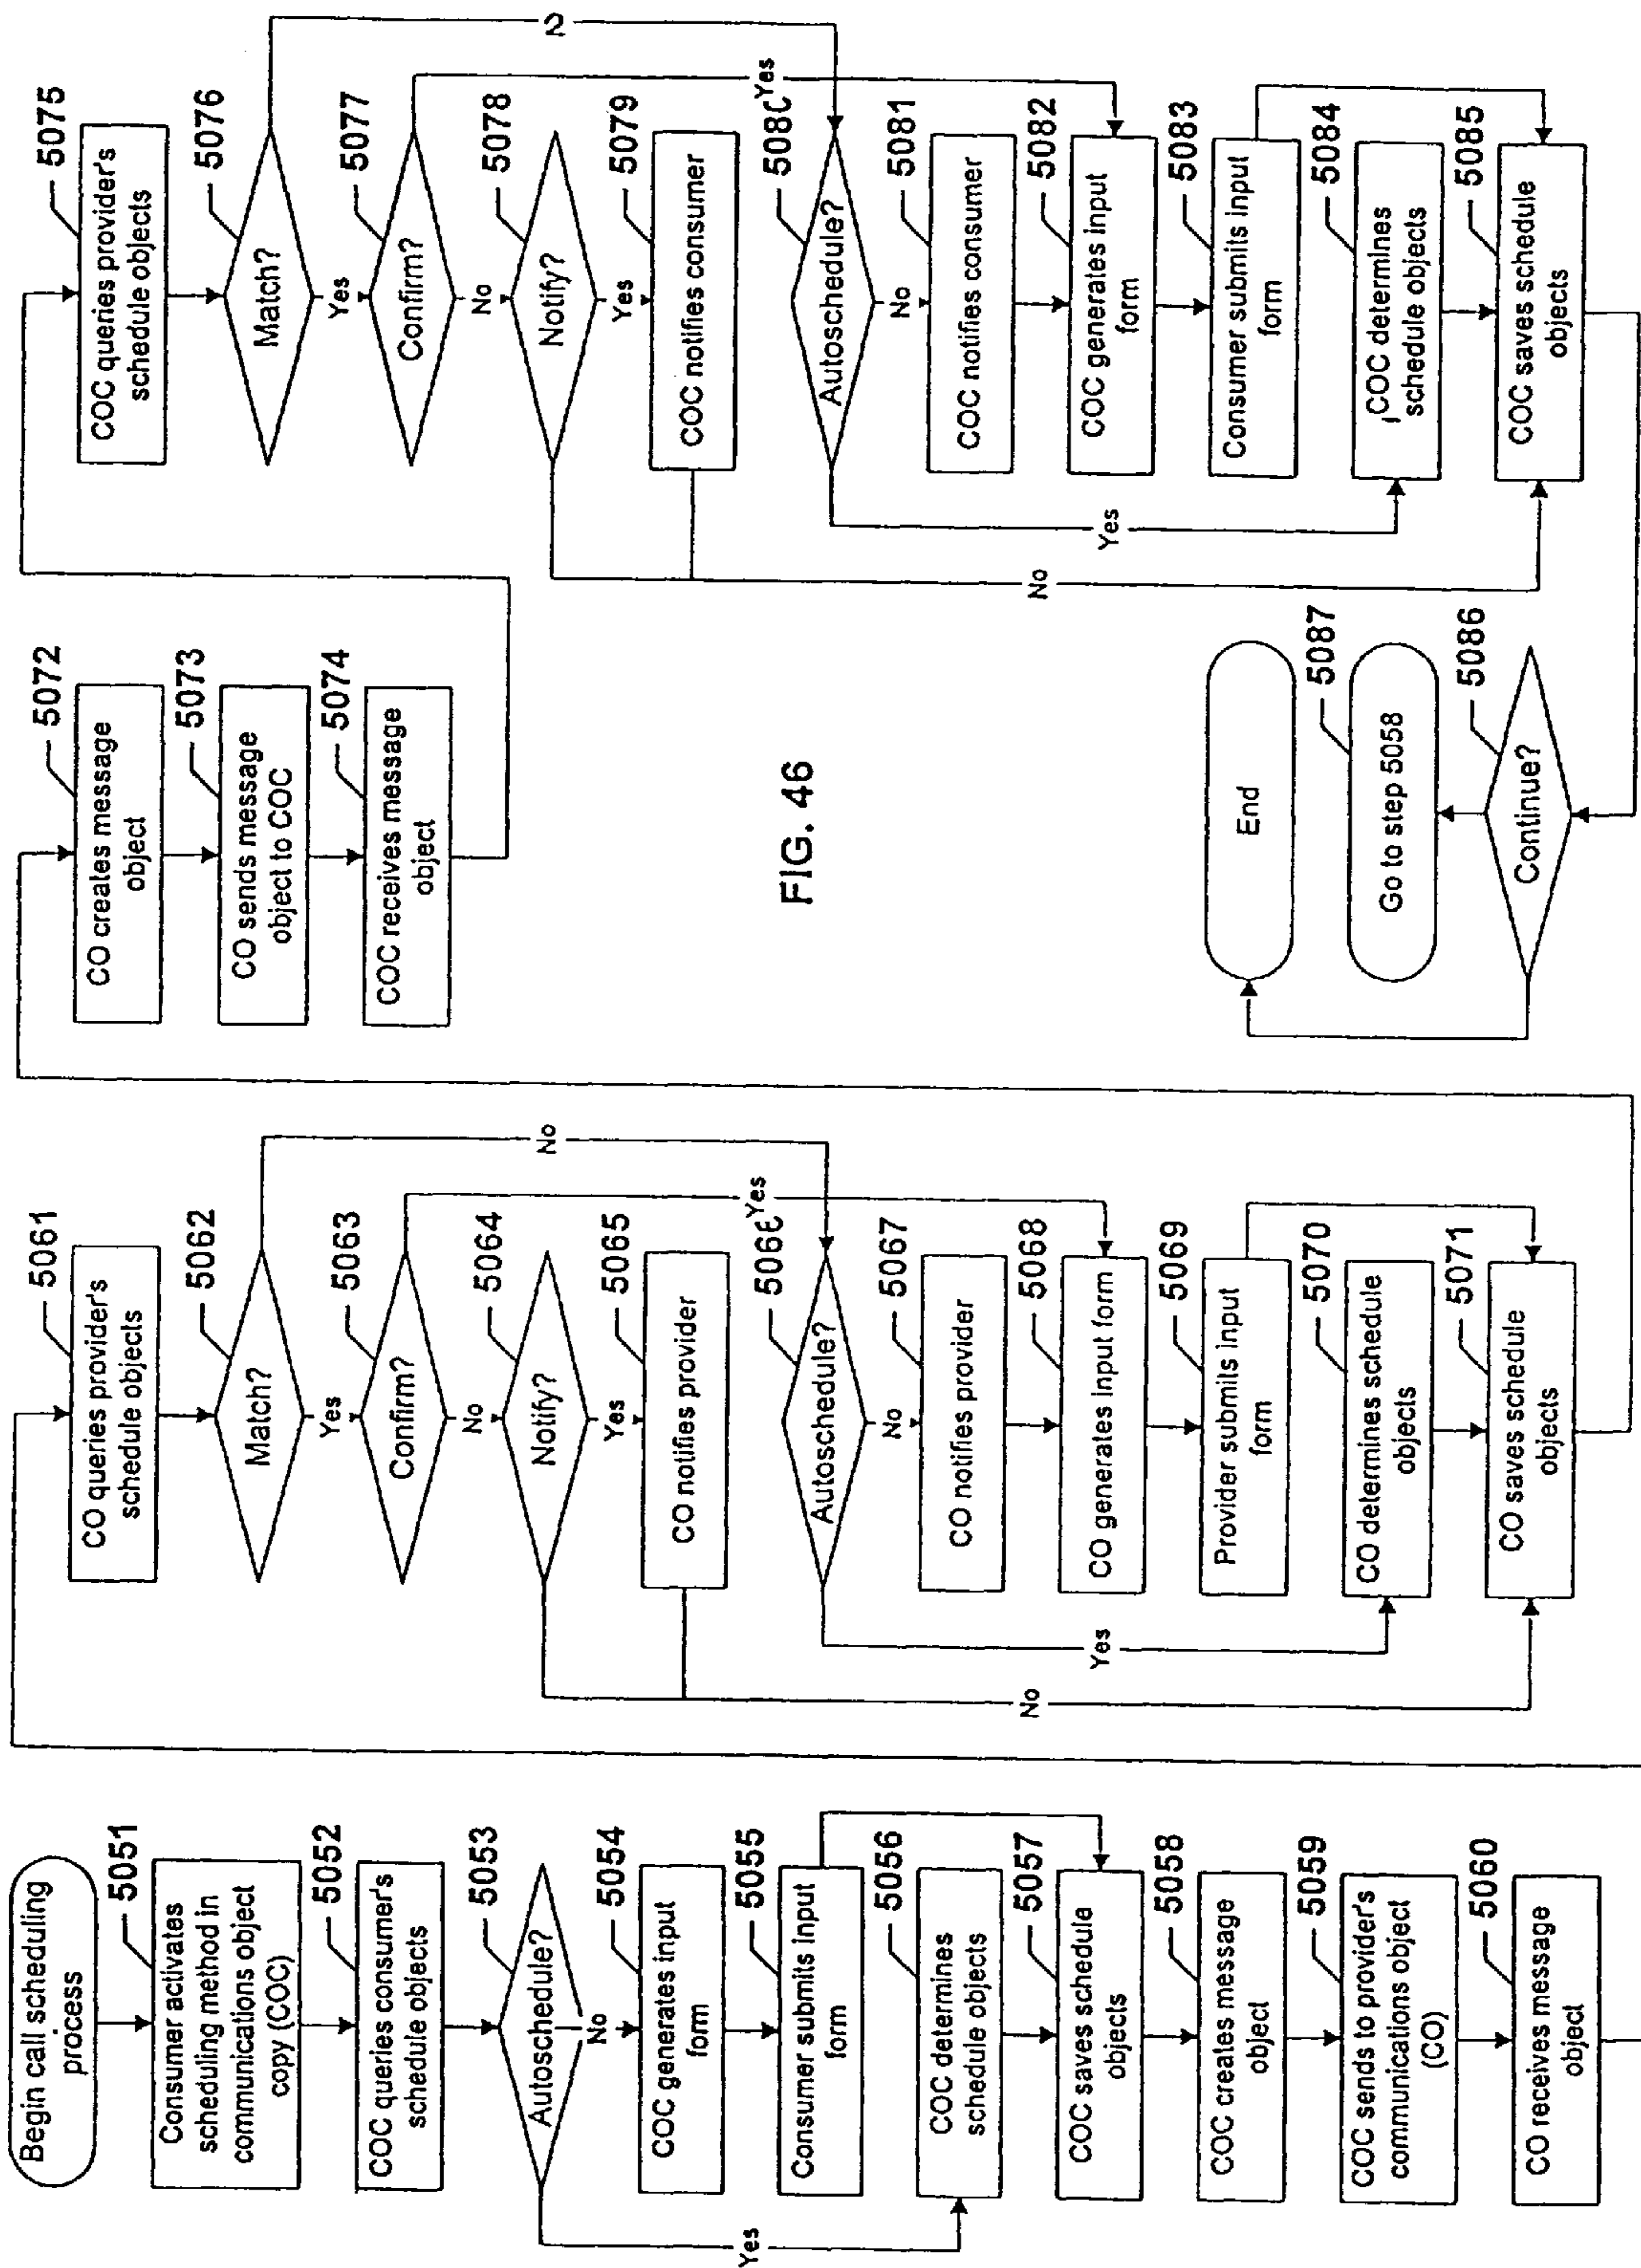 Begin call scheduling
process
5051
Consumer activates
scheduling method in
communications object
copy (COC)
5052
COC queries consumer's
schedule objects
5053
Autoschedule?
No
Yes
5054
COC generates input
form
5055
Consumer submits input
form
5056
COC determines
schedule objects
5057
COC saves schedule
objects
5058
COC creates message
object
5059
COC sends to provider's
communications object
(CO)
5060
CO receives message
object
5061
CO queries provider's
schedule objects
5062
Match?
No
Yes
5063
Confirm?
Yes
No
5064
Notify?
No
Yes
5065
CO notifies provider
5066
Autoschedule?
Yes
No
5067
CO notifies provider
5068
CO generates input form
5069
Provider submits input
form
5070
CO determines schedule
objects
5071
CO saves schedule
objects
5072
CO creates message
object
5073
CO sends message
object to COC
5074
COC receives message
object
FIG. 46
5075
COC queries provider's
schedule objects
5076
Match?
2
Yes
5077
Confirm?
Yes
No
5078
Notify?
No
Yes
5079
COC notifies consumer
5080
Autoschedule?
Yes
No
5081
COC notifies consumer
5082
COC generates input
form
5083
Consumer submits input
form
5084
COC determines
schedule objects
5085
COC saves schedule
objects
5086
Continue?
5087
Go to step 5058
End